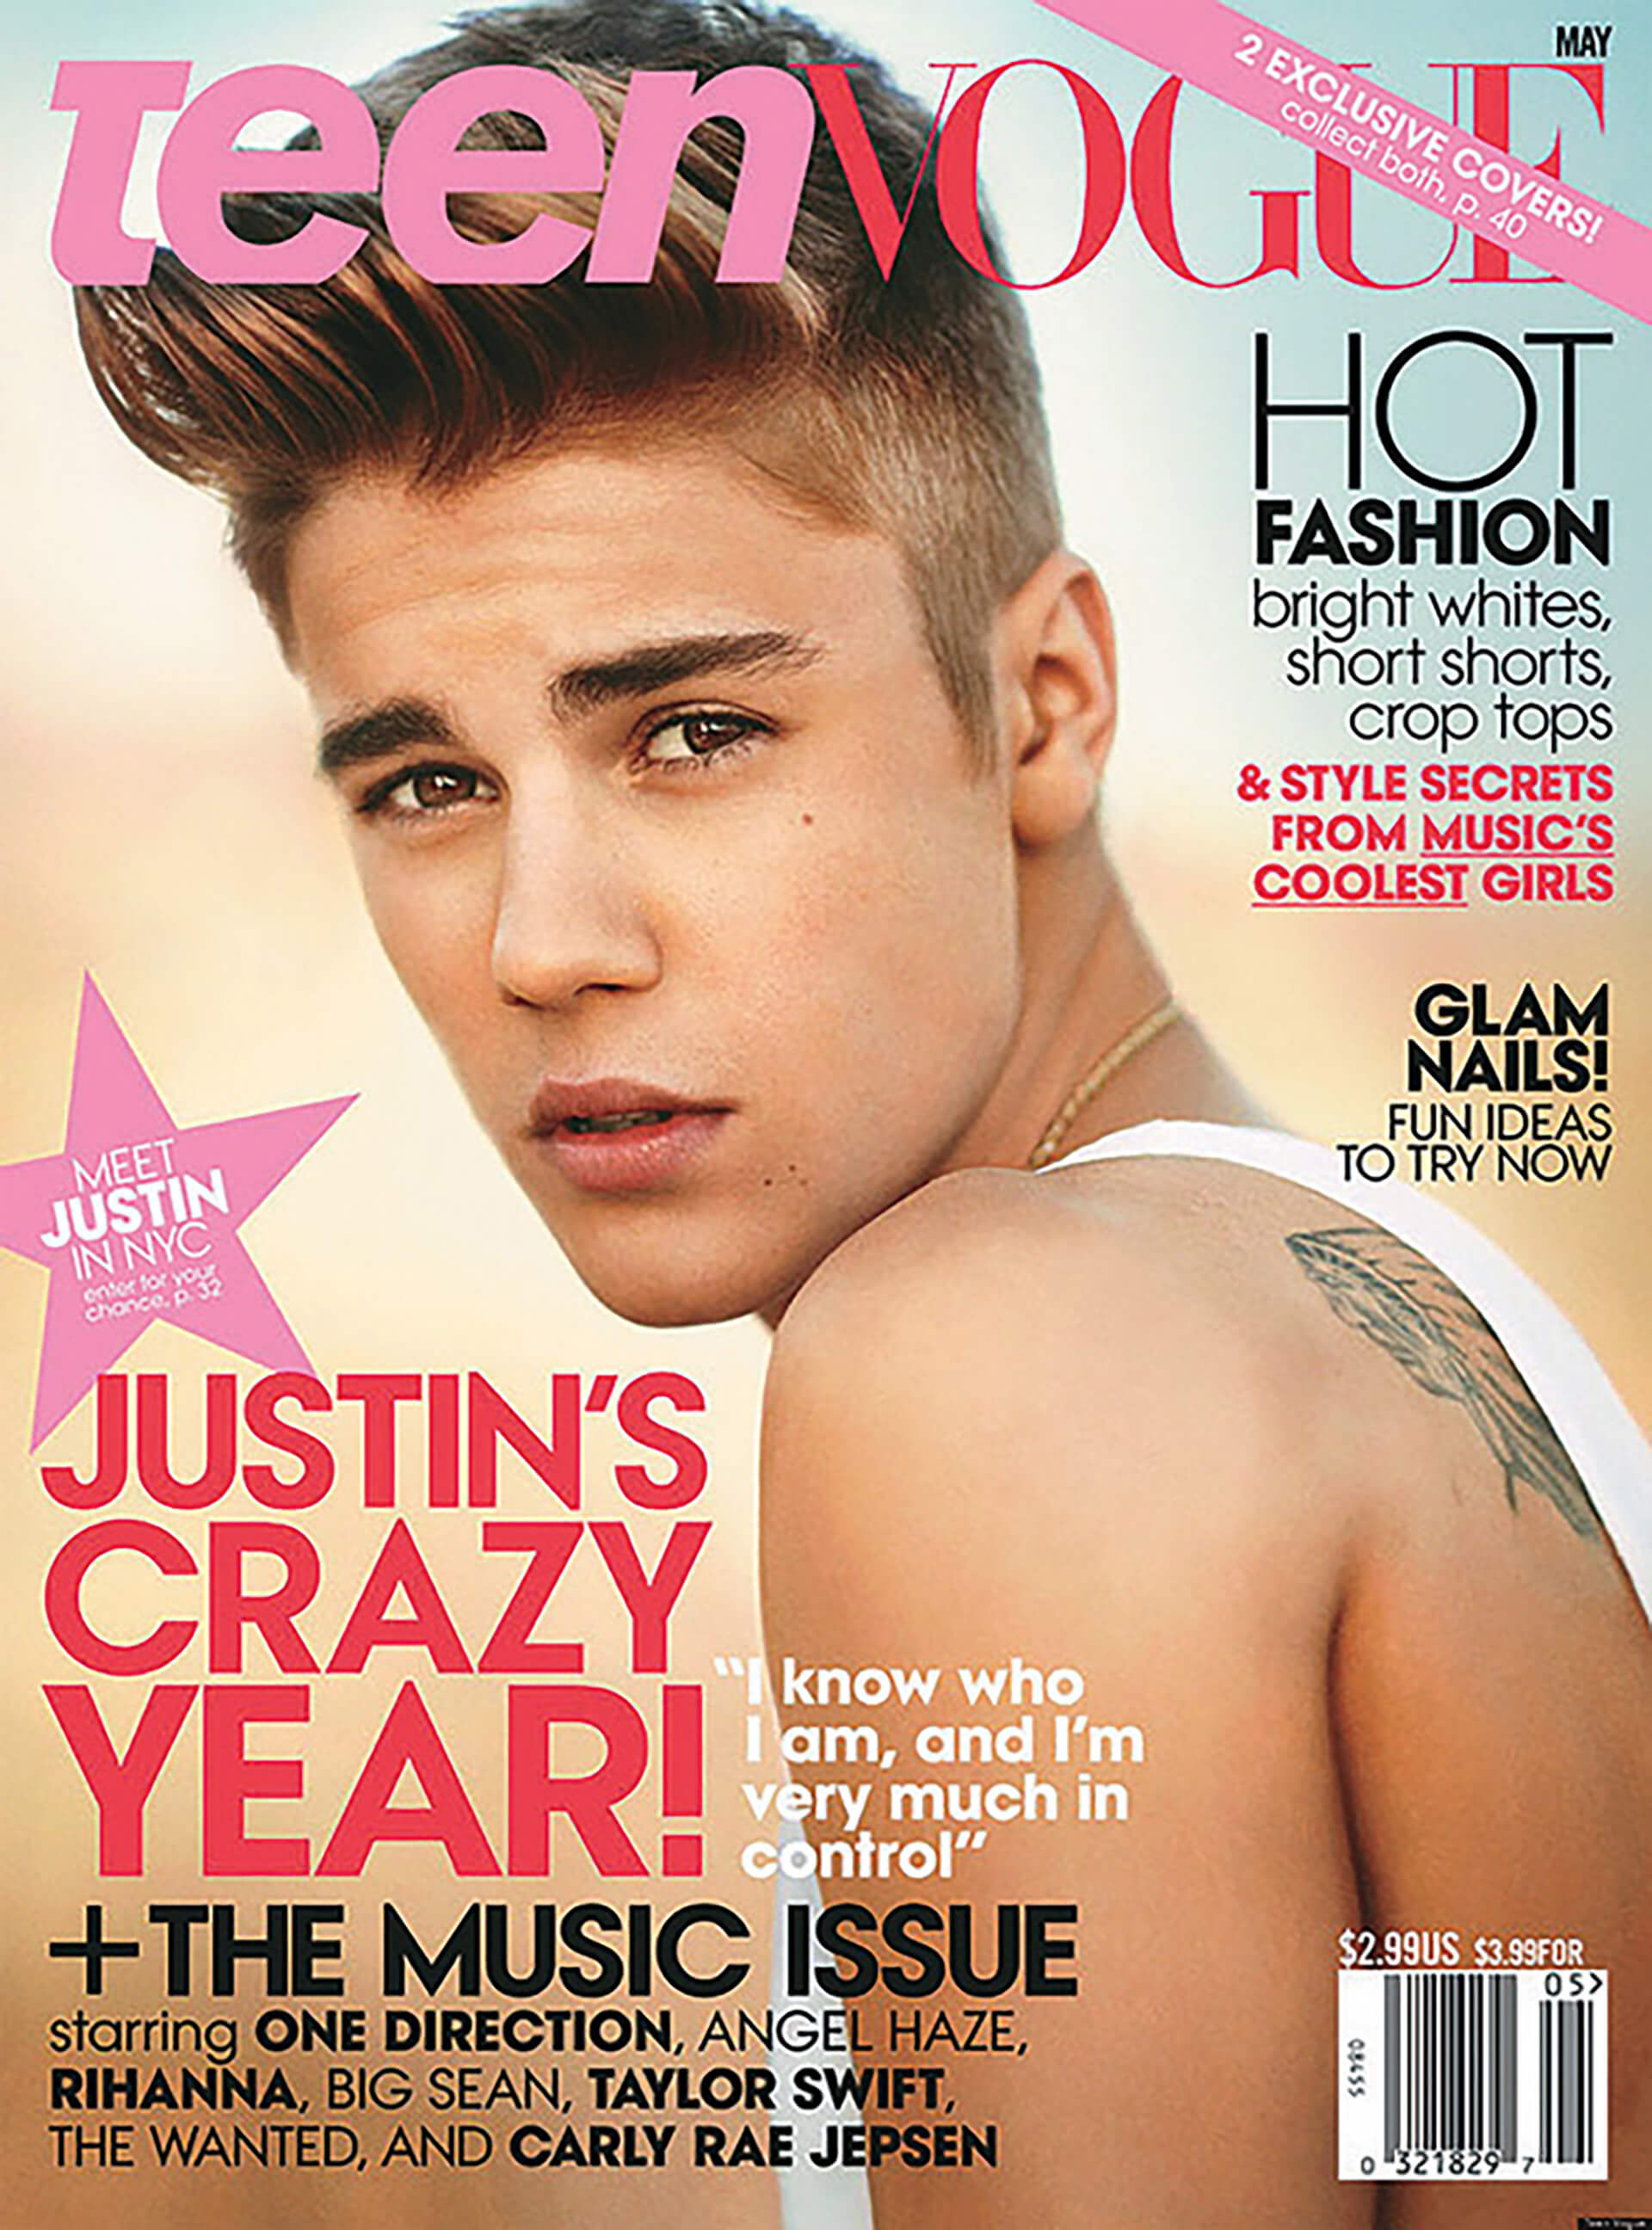 MAY
teen VOGUE
2 EXCLUSIVE COVERS!
collect both, p. 40
HOT
FASHION
bright whites,
short shorts,
crop tops
& STYLE SECRETS
FROM MUSIC'S
COOLEST GIRLS
GLAM
NAILS!
FUN IDEAS
TO TRY NOW
MEET
JUSTIN
IN NYC
enter for your
chance, p. 32
JUSTIN'S
CRAZY
YEAR!
"I know who
I am, and I'm
very much in
control"
+THE MUSIC ISSUE
starring ONE DIRECTION, ANGEL HAZE,
RIHANNA, BIG SEAN, TAYLOR SWIFT,
THE WANTED, AND CARLY RAE JEPSEN
$2.99US $3.99FOR
05>
08455
0 321829 7